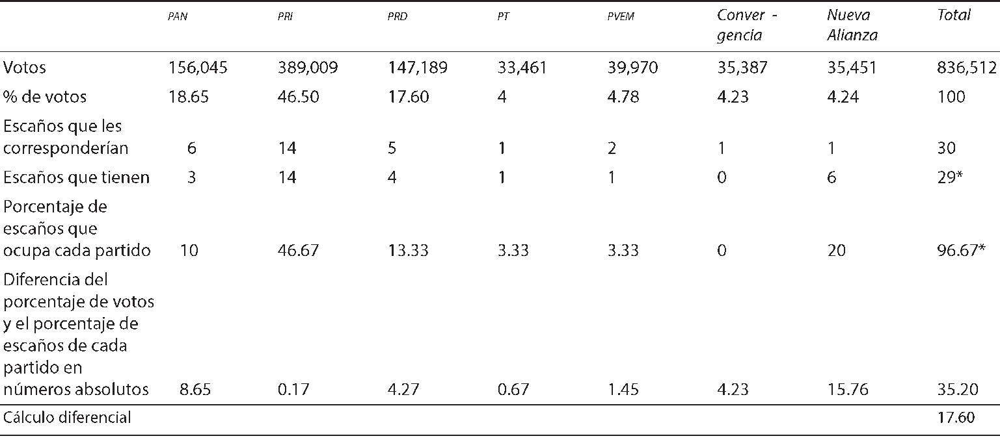 PAN PRI PRD PT PVEM Conver - gencia Nueva Alianza Total
Votos 156,045 389,009 147,189 33,461 39,970 35,387 35,451 836,512
% de votos 18.65 46.50 17.60 4 4.78 4.23 4.24 100
Escaños que les
corresponderían 6 14 5 1 2 1 1 30
Escaños que tienen 3 14 4 1 1 0 6 29*
Porcentaje de
escaños que
ocupa cada partido 10 46.67 13.33 3.33 3.33 0 20 96.67*
Diferencia del
porcentaje de votos
y el porcentaje de
escaños de cada
partido en
números absolutos 8.65 0.17 4.27 0.67 1.45 4.23 15.76 35.20
Cálculo diferencial 17.60